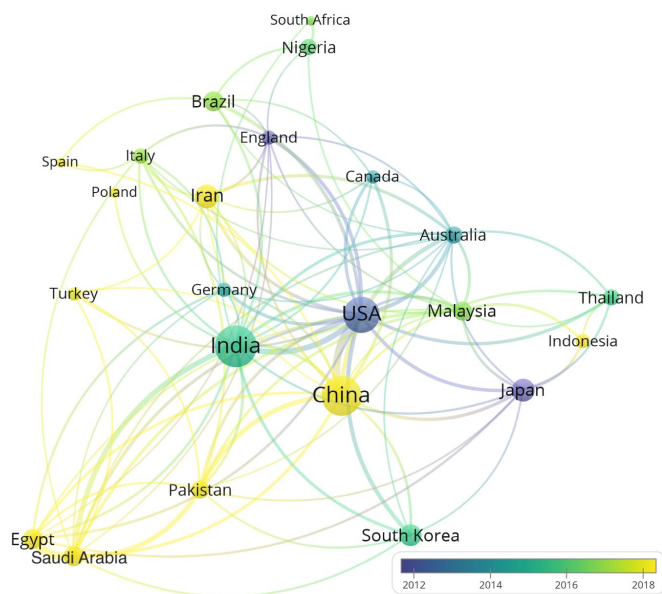 South Africa
Nigeria
Brazil
England
Italy
Spain
Canada
Poland
Iran
Australia
Germany
Turkey
Thailand
USA
Malaysia
India
Indonesia
China
Japan
Pakistan
South Korea
Egypt
Saudi Arabia
2012 2014 2016 2018